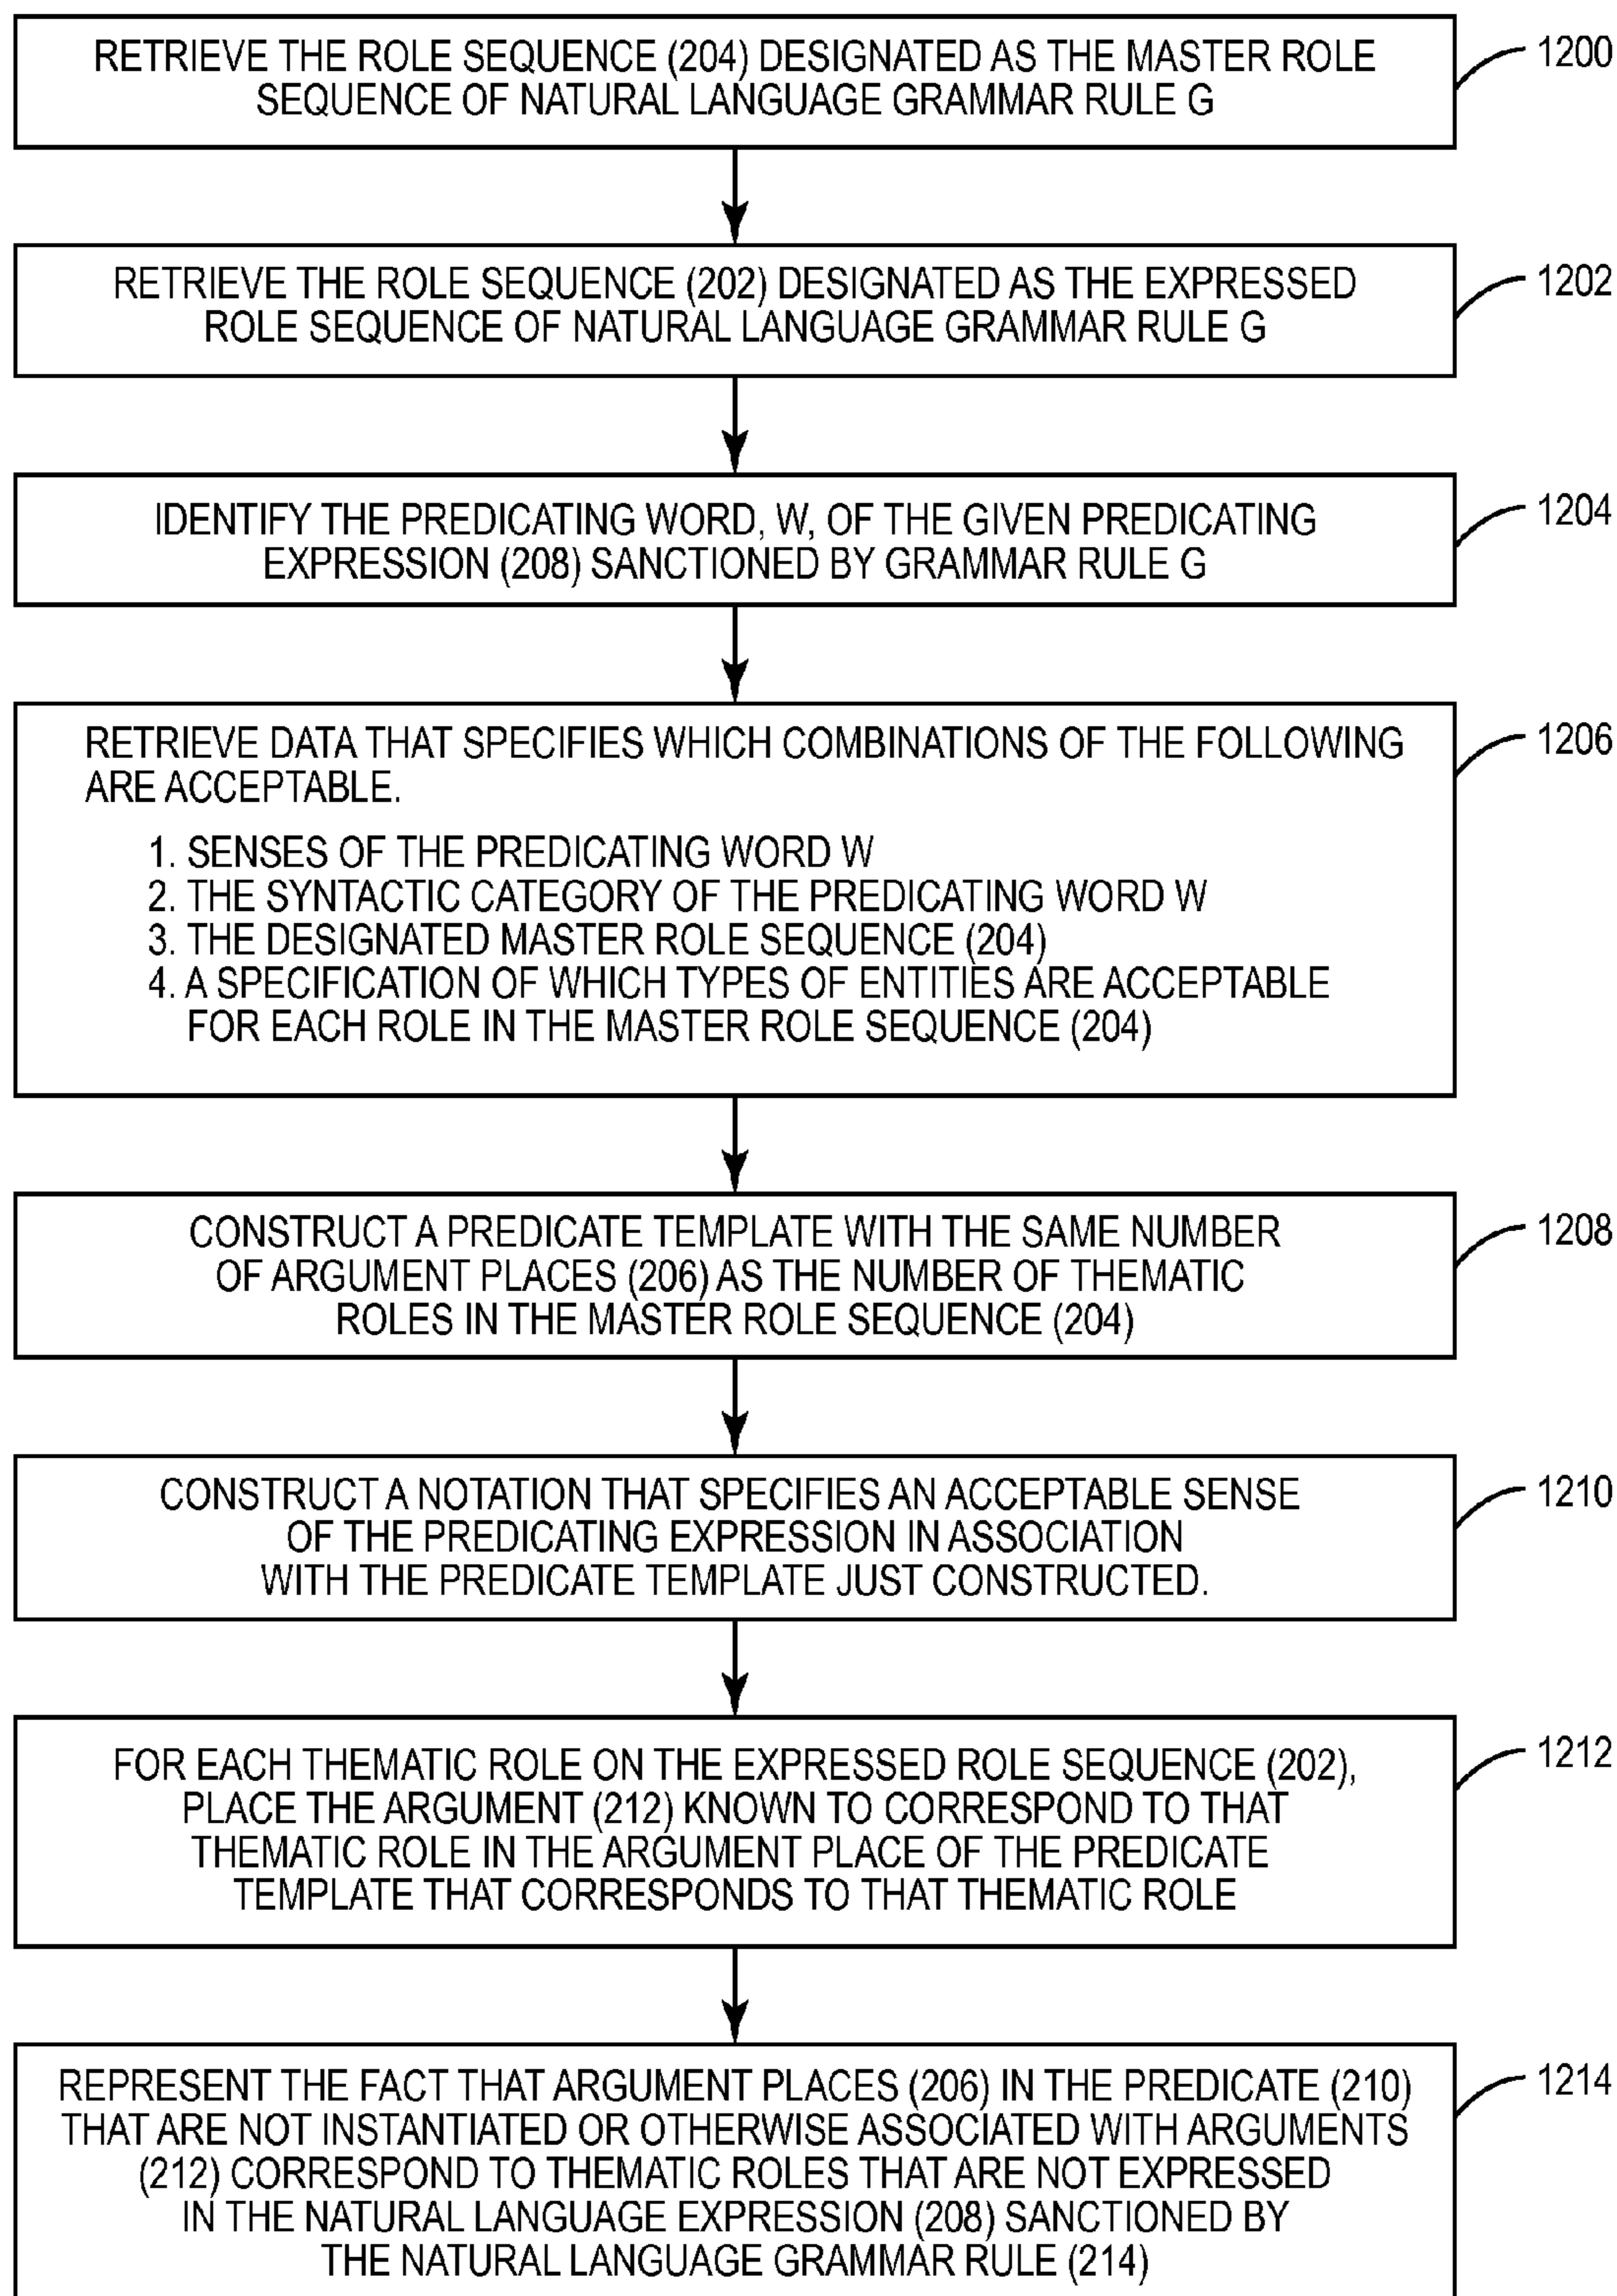 RETRIEVE THE ROLE SEQUENCE (204) DESIGNATED AS THE MASTER ROLE
SEQUENCE OF NATURAL LANGUAGE GRAMMAR RULE G
1200
RETRIEVE THE ROLE SEQUENCE (202) DESIGNATED AS THE EXPRESSED
ROLE SEQUENCE OF NATURAL LANGUAGE GRAMMAR RULE G
1202
IDENTIFY THE PREDICATING WORD, W, OF THE GIVEN PREDICATING
EXPRESSION (208) SANCTIONED BY GRAMMAR RULE G
1204
RETRIEVE DATA THAT SPECIFIES WHICH COMBINATIONS OF THE FOLLOWING
ARE ACCEPTABLE.
1. SENSES OF THE PREDICATING WORD W
2. THE SYNTACTIC CATEGORY OF THE PREDICATING WORD W
3. THE DESIGNATED MASTER ROLE SEQUENCE (204)
4. A SPECIFICATION OF WHICH TYPES OF ENTITIES ARE ACCEPTABLE
FOR EACH ROLE IN THE MASTER ROLE SEQUENCE (204)
1206
CONSTRUCT A PREDICATE TEMPLATE WITH THE SAME NUMBER
OF ARGUMENT PLACES (206) AS THE NUMBER OF THEMATIC
ROLES IN THE MASTER ROLE SEQUENCE (204)
1208
CONSTRUCT A NOTATION THAT SPECIFIES AN ACCEPTABLE SENSE
OF THE PREDICATING EXPRESSION IN ASSOCIATION
WITH THE PREDICATE TEMPLATE JUST CONSTRUCTED.
1210
FOR EACH THEMATIC ROLE ON THE EXPRESSED ROLE SEQUENCE (202),
PLACE THE ARGUMENT (212) KNOWN TO CORRESPOND TO THAT
THEMATIC ROLE IN THE ARGUMENT PLACE OF THE PREDICATE
TEMPLATE THAT CORRESPONDS TO THAT THEMATIC ROLE
1212
REPRESENT THE FACT THAT ARGUMENT PLACES (206) IN THE PREDICATE (210)
THAT ARE NOT INSTANTIATED OR OTHERWISE ASSOCIATED WITH ARGUMENTS
(212) CORRESPOND TO THEMATIC ROLES THAT ARE NOT EXPRESSED
IN THE NATURAL LANGUAGE EXPRESSION (208) SANCTIONED BY
THE NATURAL LANGUAGE GRAMMAR RULE (214)
1214